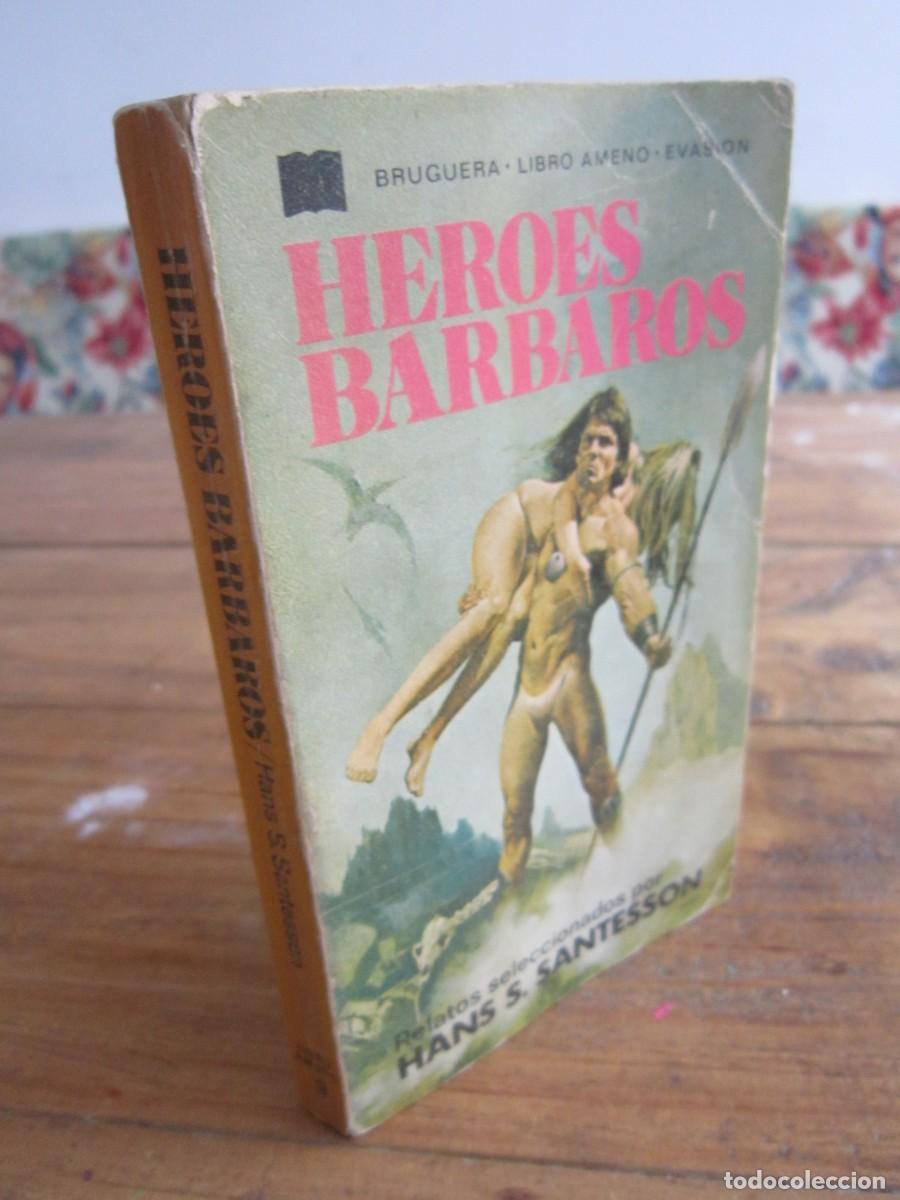 BRUGUERA · LIBRO AMENO · EVASION
HEROES
BARBAROS
Relatos seleccionados por
HANS S. SANTESSON
HEROES BARBAROS/Hans S. Santesson
todocoleccion